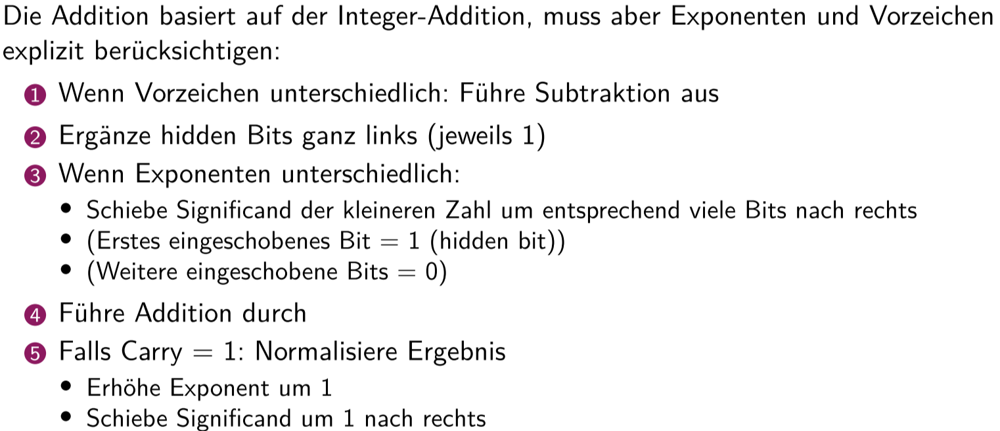 Die Addition basiert auf der Integer-Addition, muss aber Exponenten und Vorzeichen
explizit berücksichtigen:
1 Wenn Vorzeichen unterschiedlich: Führe Subtraktion aus
2 Ergänze hidden Bits ganz links (jeweils 1)
3 Wenn Exponenten unterschiedlich:
• Schiebe Significand der kleineren Zahl um entsprechend viele Bits nach rechts
• (Erstes eingeschobenes Bit = 1 (hidden bit))
• (Weitere eingeschobene Bits = 0)
4 Führe Addition durch
5 Falls Carry = 1: Normalisiere Ergebnis
• Erhöhe Exponent um 1
• Schiebe Significand um 1 nach rechts